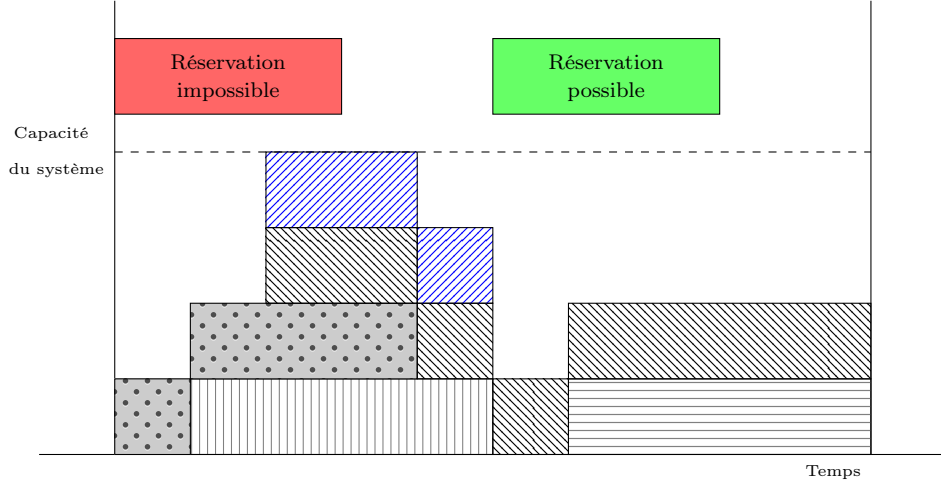 Réservation
impossible
Réservation
possible
Capacité
du système
Temps